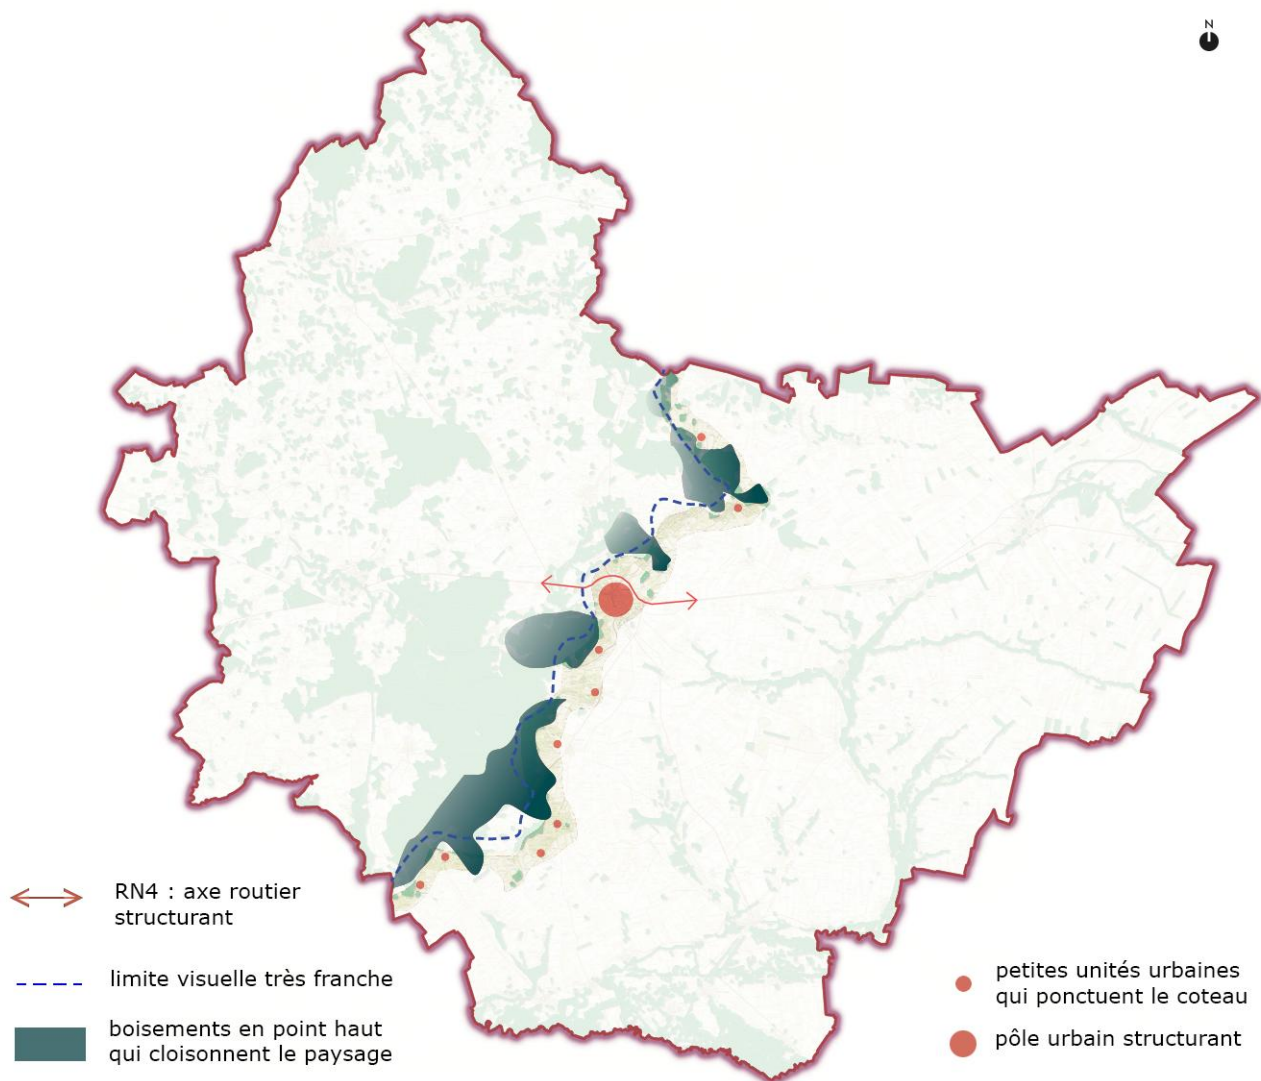 N
RN4 : axe routier
structurant
limite visuelle très franche
boisements en point haut
qui cloisonnent le paysage
petites unités urbaines
qui ponctuent le coteau
pôle urbain structurant